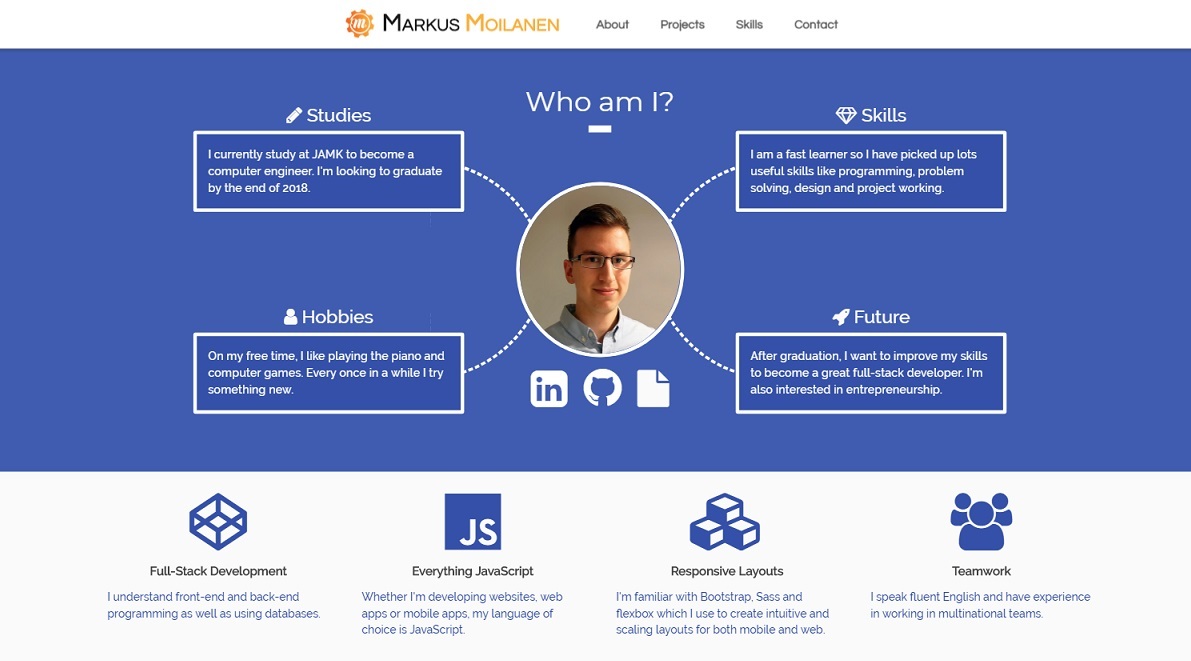 MARKUS MOILANEN
About
Projects
Skills
Contact
Who am I?
Studies
I currently study at JAMK to become a
computer engineer. I'm looking to graduate
by the end of 2018.
Skills
I am a fast learner so I have picked up lots
useful skills like programming, problem
solving, design and project working.
Hobbies
On my free time, I like playing the piano and
computer games. Every once in a while I try
something new.
Future
After graduation, I want to improve my skills
to become a great full-stack developer. I'm
also interested in entrepreneurship.
in
JS
Full-Stack Development
I understand front-end and back-end
programming as well as using databases.
Everything JavaScript
Whether I'm developing websites, web
apps or mobile apps, my language of
choice is JavaScript.
Responsive Layouts
I'm familiar with Bootstrap, Sass and
flexbox which I use to create intuitive and
scaling layouts for both mobile and web.
Teamwork
I speak fluent English and have experience
in working in multinational teams.